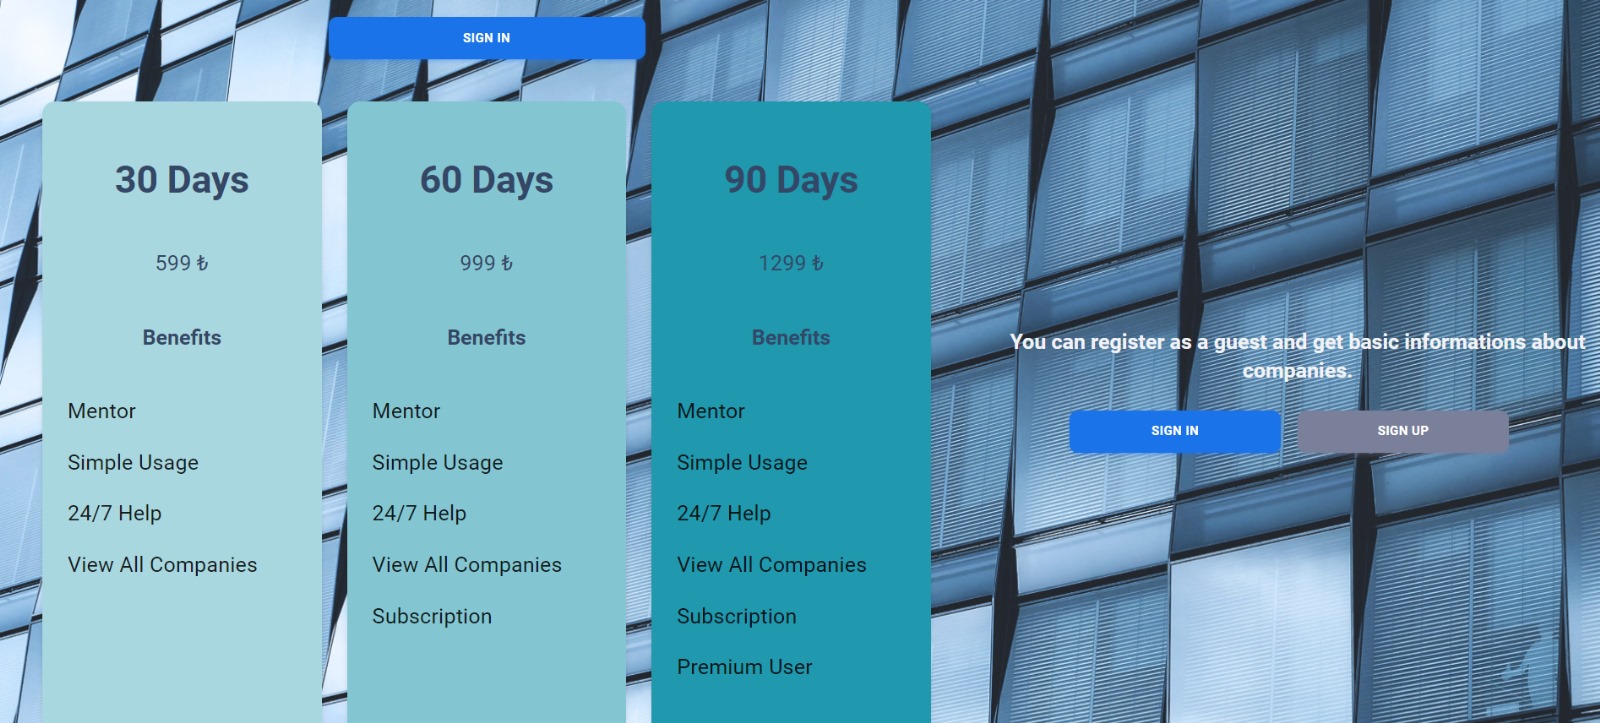 SIGN IN
30 Days
599 ₺
Benefits
Mentor
Simple Usage
24/7 Help
View All Companies
60 Days
999 ₺
Benefits
Mentor
Simple Usage
24/7 Help
View All Companies
Subscription
90 Days
1299 ₺
Benefits
Mentor
Simple Usage
24/7 Help
View All Companies
Subscription
Premium User
You can register as a guest and get basic informations about
companies.
SIGN IN
SIGN UP